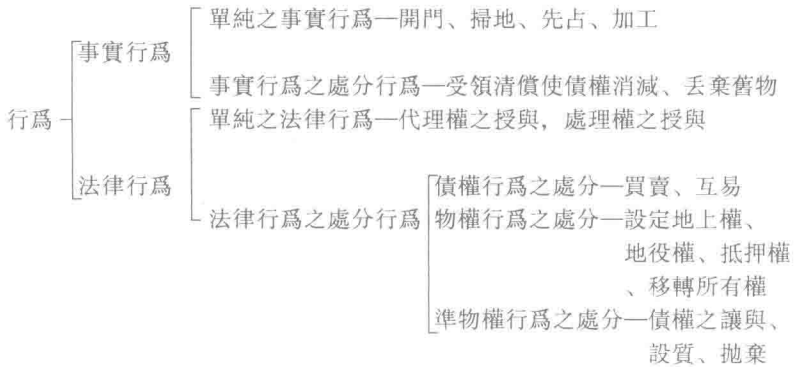 單純之事實行爲—開門、掃地、先占、加工
事實行爲
事實行爲之處分行爲—受領清償使債權消減、丢棄舊物
行爲
單純之法律行爲—代理權之授與，處理權之授與
法律行爲
法律行爲之處分行爲
債權行爲之處分—買賣、互易
物權行爲之處分—設定地上權、
地役權、抵押權
、移轉所有權
準物權行爲之處分—債權之讓與、
設質、抛棄